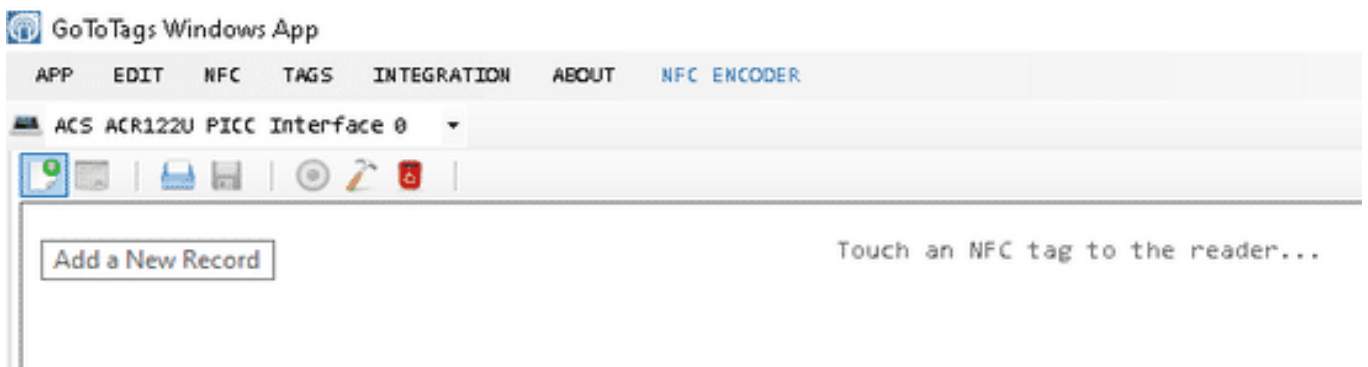 GoToTags Windows App
APP EDIT NFC TAGS INTEGRATION ABOUT NFC ENCODER
ACS ACR122U PICC Interface 0
Add a New Record
Touch an NFC tag to the reader...